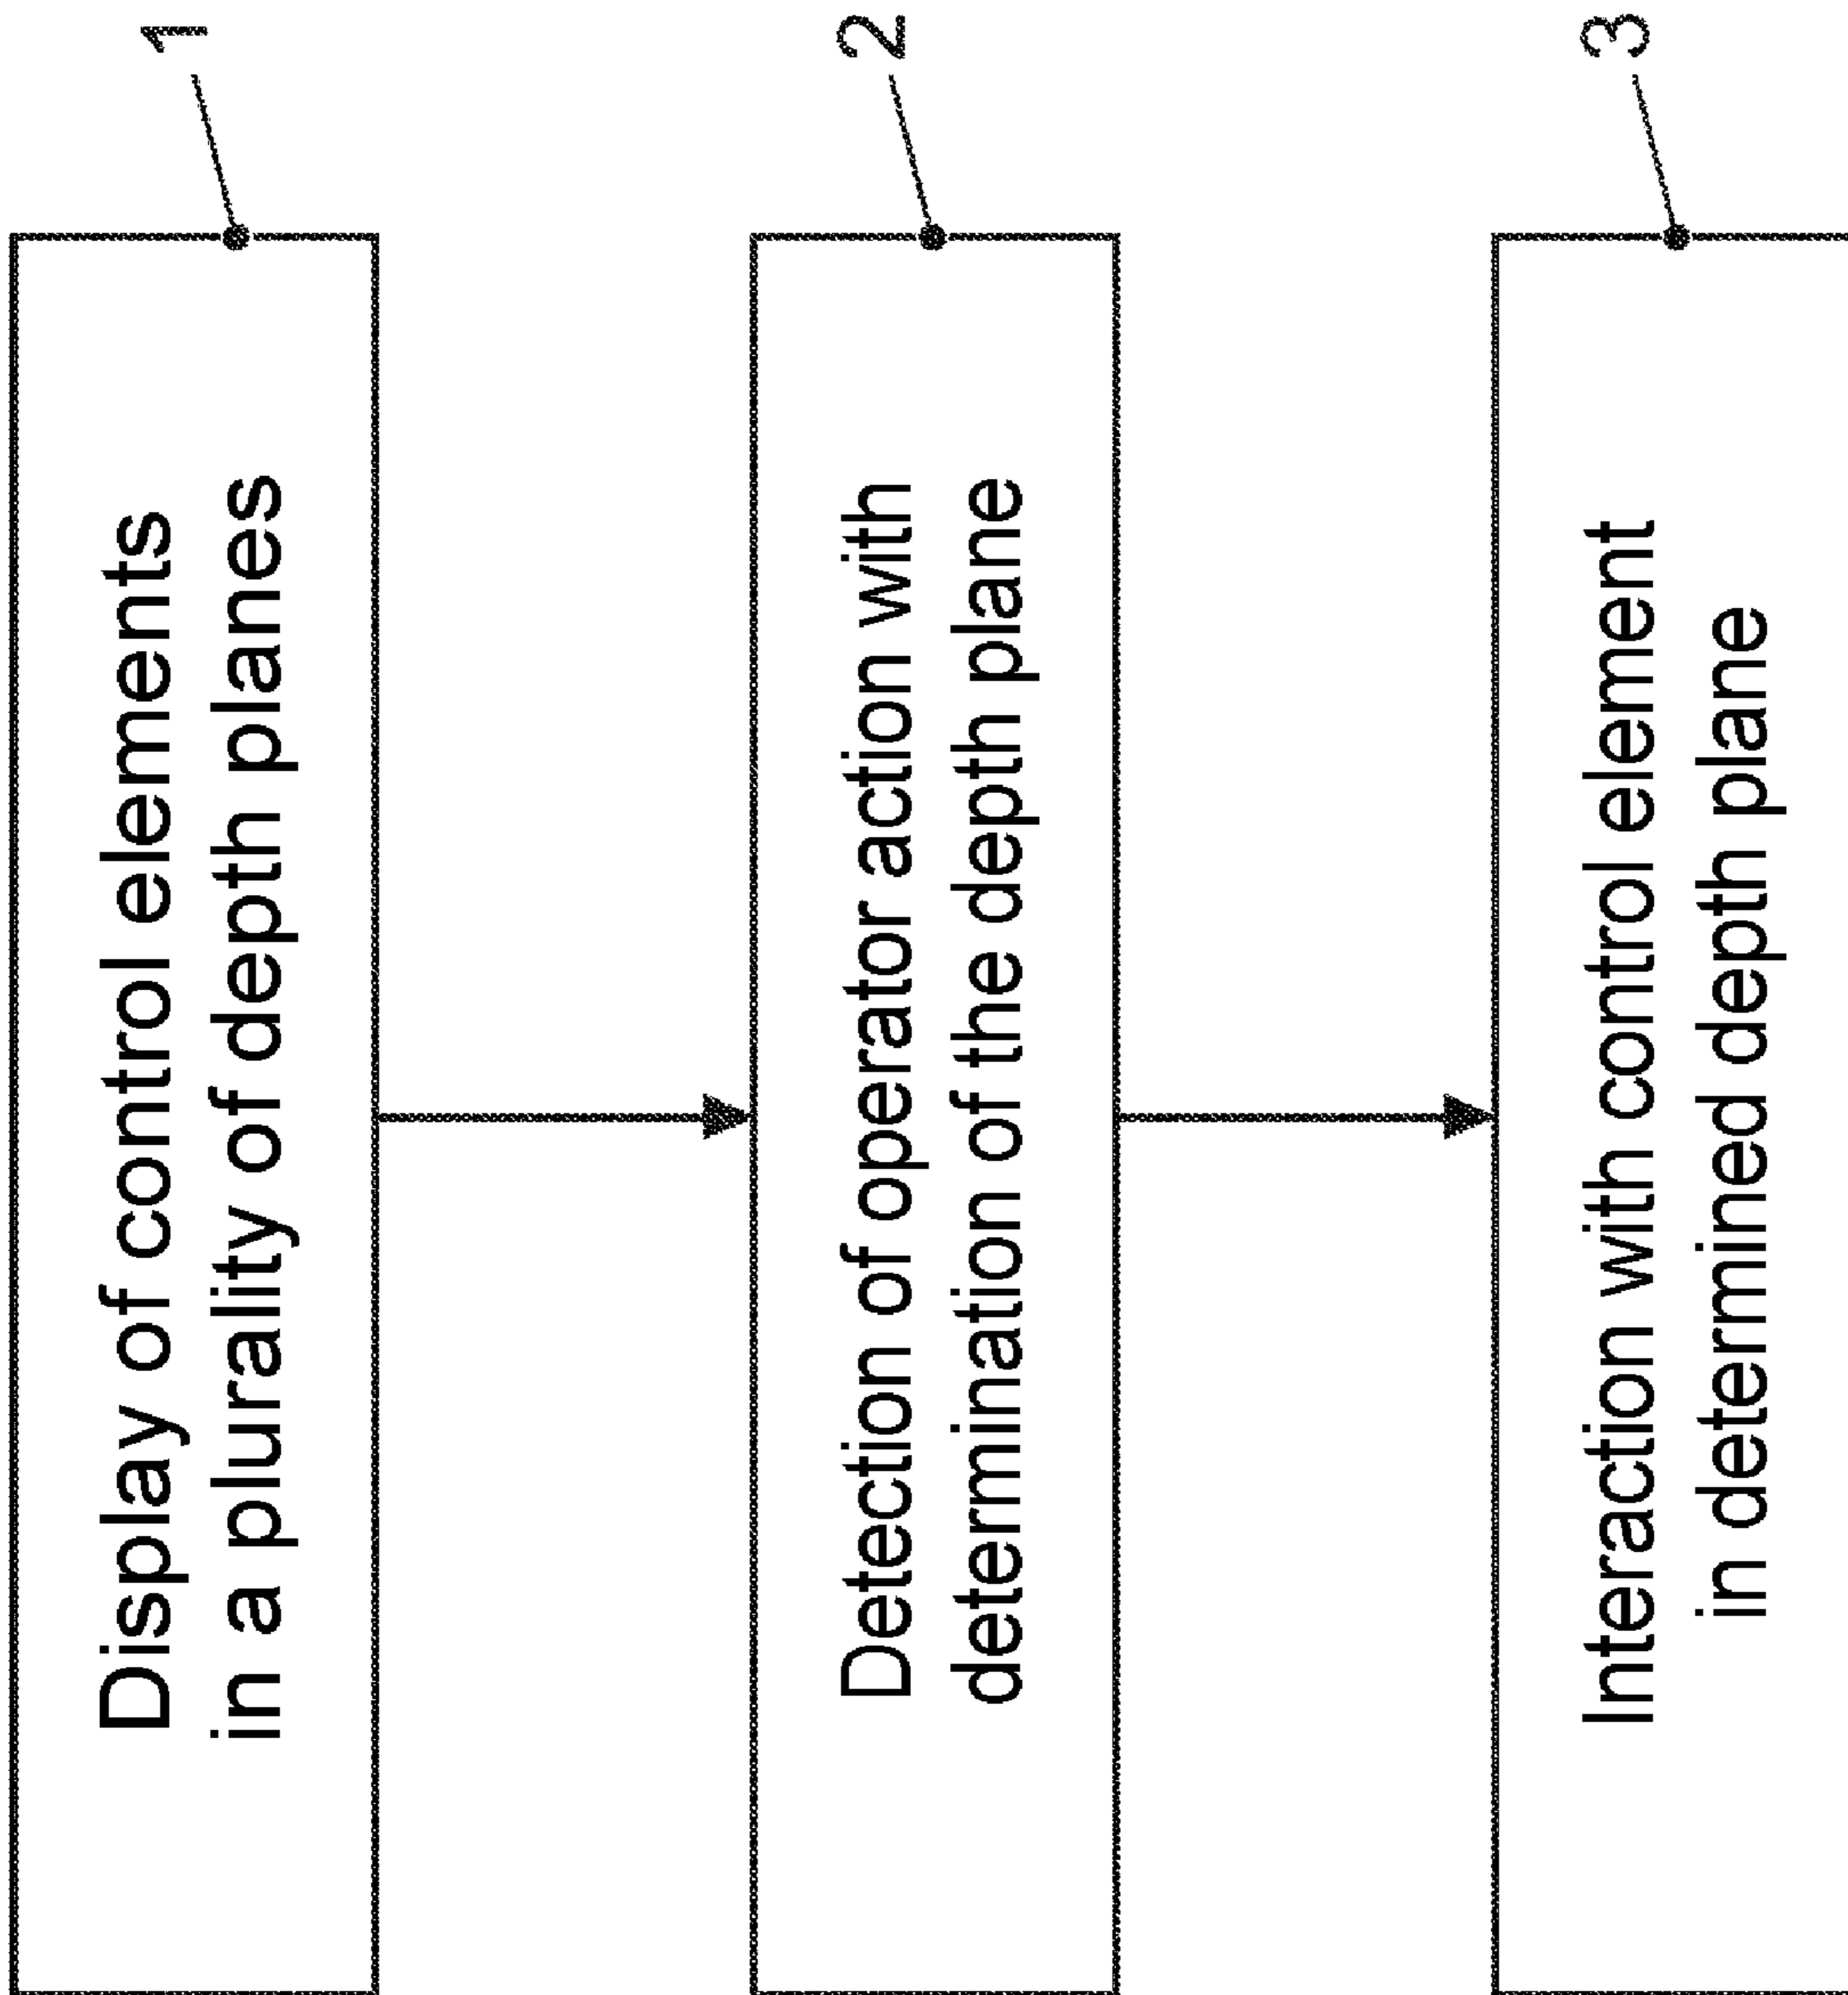 Display of control elements
in a plurality of depth planes
1
Detection of operator action with
determination of the depth plane
2
Interaction with control element
in determined depth plane
3